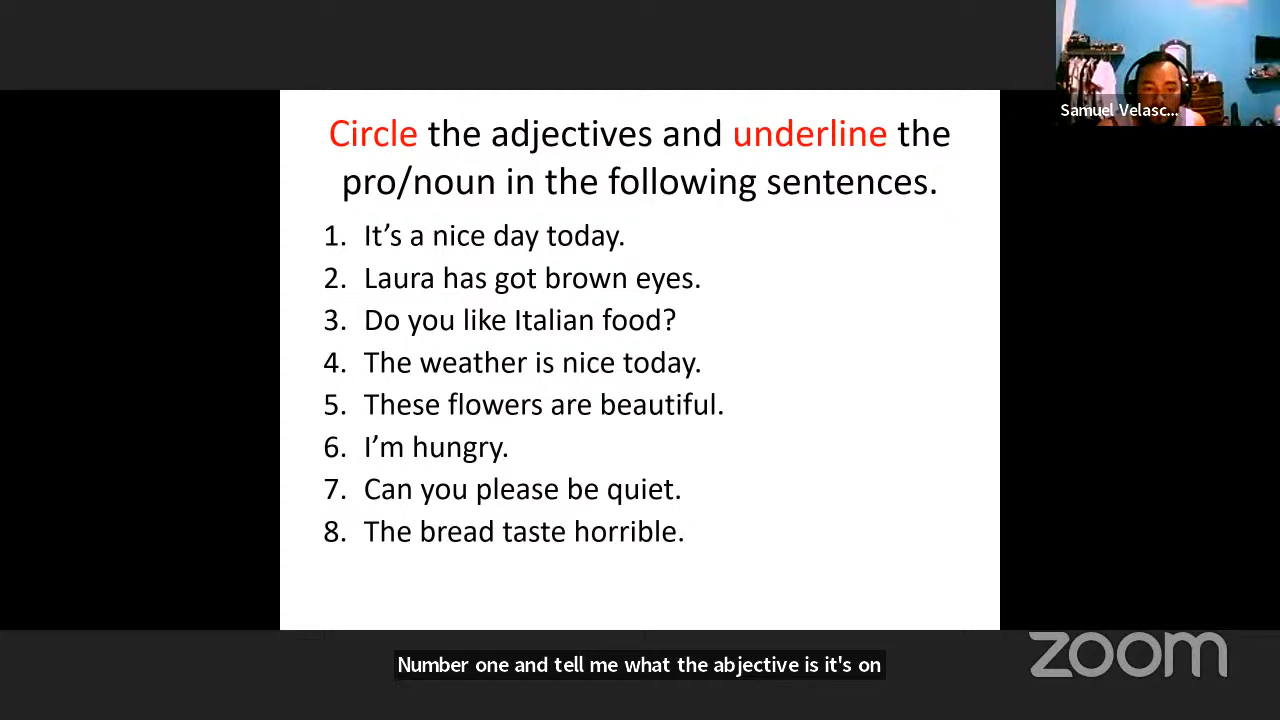 Samuel Velasc...
Circle the adjectives and underline the
pro/noun in the following sentences.
1. It's a nice day today.
2. Laura has got brown eyes.
3. Do you like Italian food?
4. The weather is nice today.
5. These flowers are beautiful.
6. I'm hungry.
7. Can you please be quiet.
8. The bread taste horrible.
Number one and tell me what the abjective is it's on
zoom